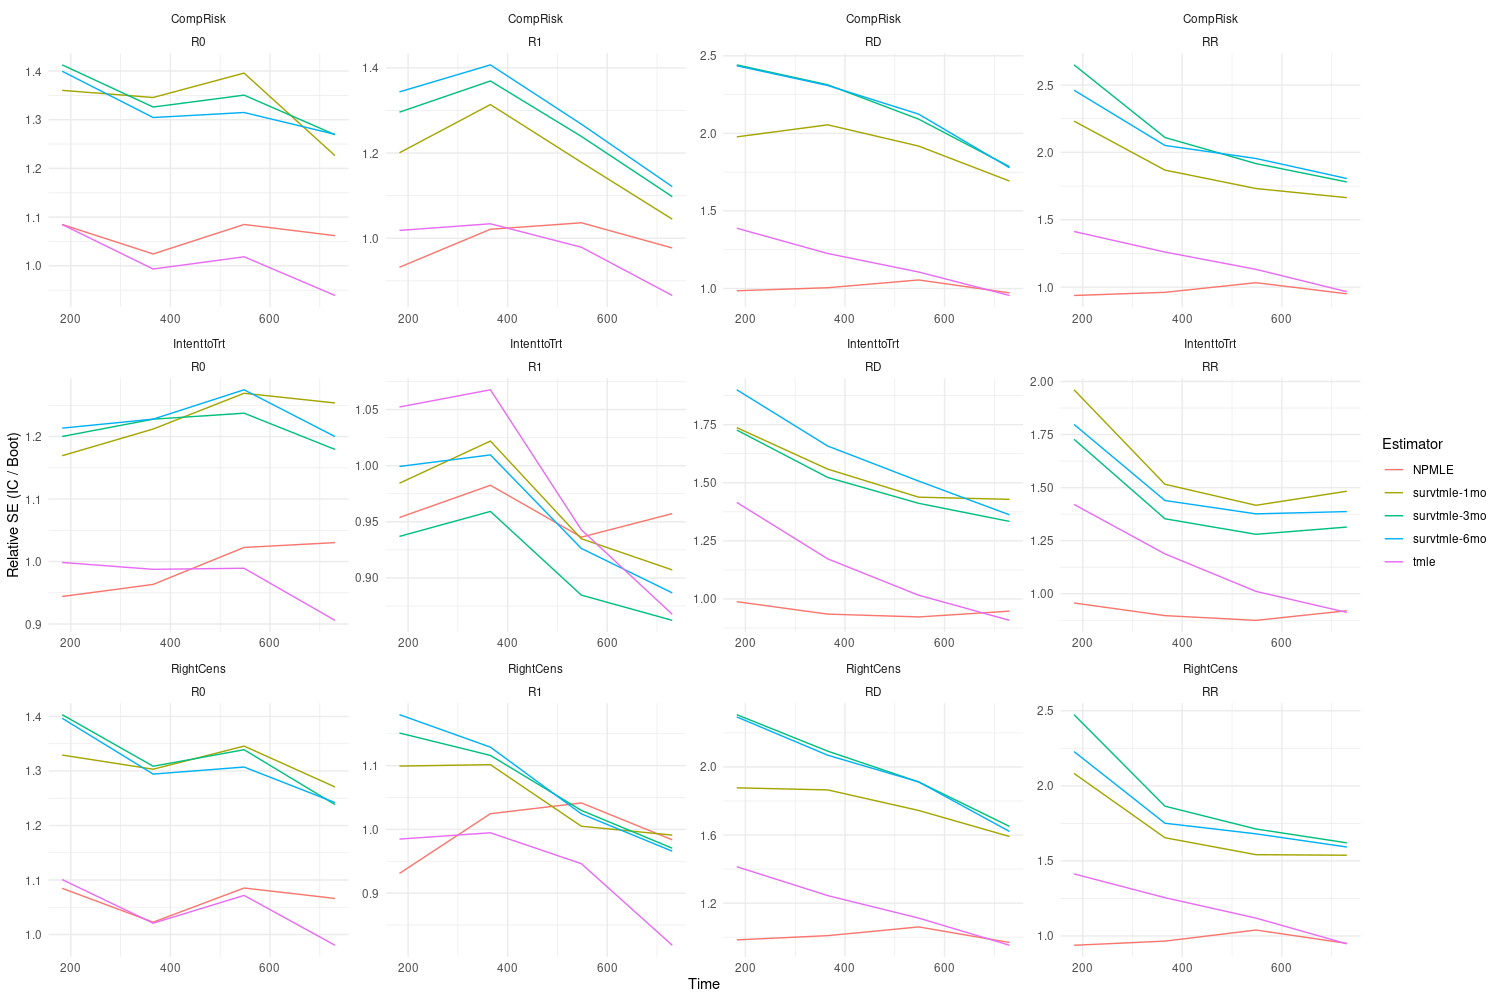 CompRisk CompRisk CompRisk CompRisk
R0 R1 RD RR
1.4 1.3 1.2 1.1 1.0
1.4 1.2 1.0
2.5 2.0 1.5 1.0
2.5 2.0 1.5 1.0
200 400 600 200 400 600 200 400 600 200 400 600
IntenttoTrt IntenttoTrt IntenttoTrt IntenttoTrt
R0 R1 RD RR
1.2 1.1 1.0 0.9
1.05 1.00 0.95 0.90
1.75 1.50 1.25 1.00
2.00 1.75 1.50 1.25 1.00
200 400 600 200 400 600 200 400 600 200 400 600
RightCens RightCens RightCens RightCens
R0 R1 RD RR
1.4 1.3 1.2 1.1 1.0
1.1 1.0 0.9
2.0 1.6 1.2
2.5 2.0 1.5 1.0
200 400 600 200 400 600 200 400 600 200 400 600
Time
Relative SE (IC / Boot)
Estimator
NPMLE
survtmle-1mo
survtmle-3mo
survtmle-6mo
tmle